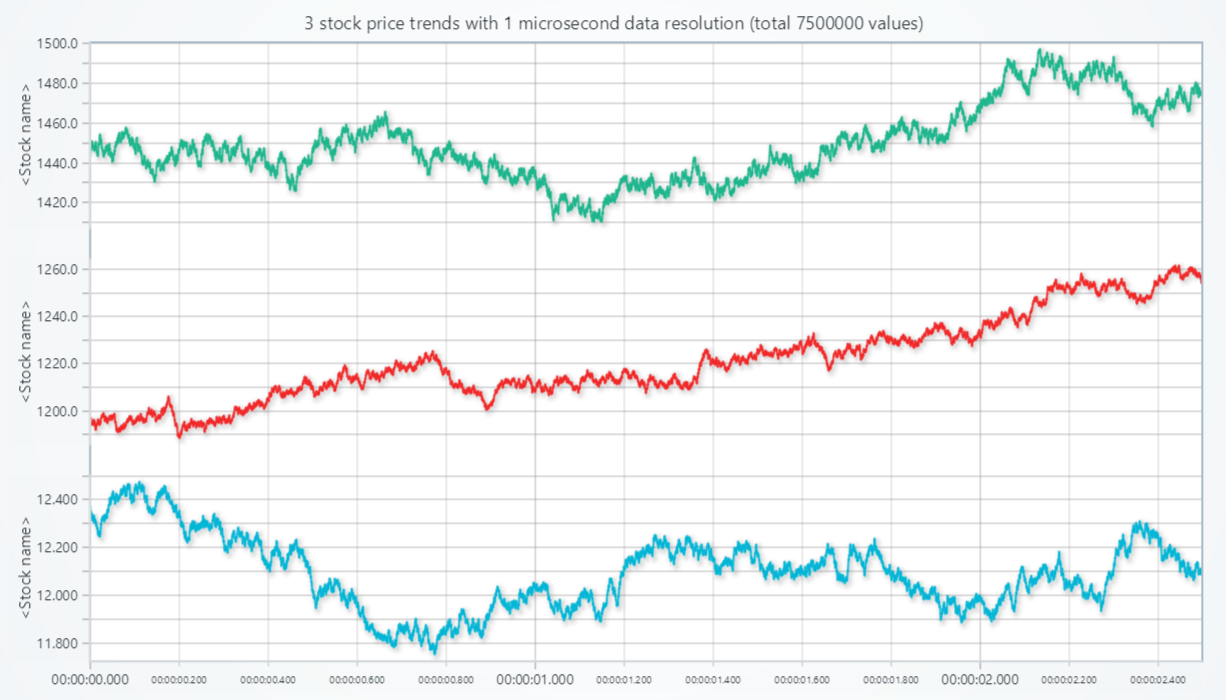 3 stock price trends with 1 microsecond data resolution (total 7500000 values)
<Stock name>
1500.0
1480.0
1460.0
1440.0
1420.0
<Stock name>
1260.0
1240.0
1220.0
1200.0
<Stock name>
12.400
12.200
12.000
11.800
00:00:00.000 00:00:00.200 00:00:00.400 00:00:00.600 00:00:00.800 00:00:01.000 00:00:01.200 00:00:01.400 00:00:01.600 00:00:01.800 00:00:02.000 00:00:02.200 00:00:02.400